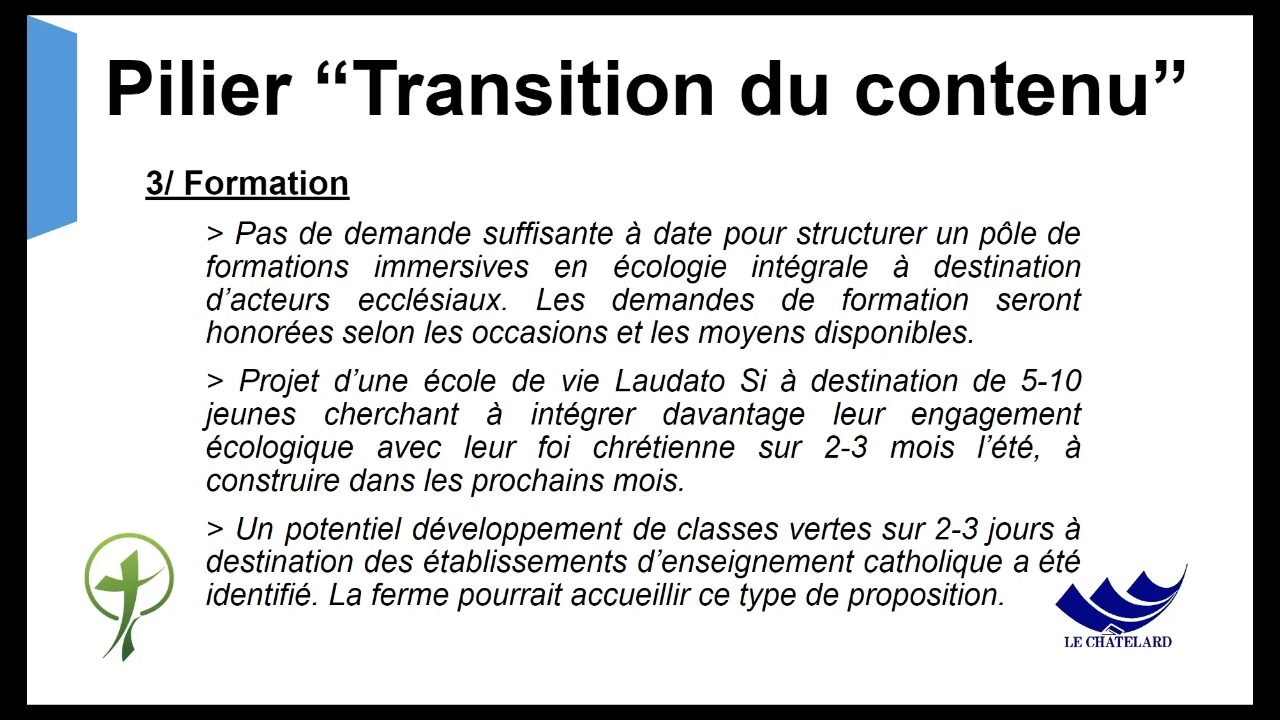 Pilier “Transition du contenu”
3/ Formation
> Pas de demande suffisante à date pour structurer un pôle de
formations immersives en écologie intégrale à destination
d’acteurs ecclésiaux. Les demandes de formation seront
honorées selon les occasions et les moyens disponibles.
> Projet d’une école de vie Laudato Si à destination de 5-10
jeunes cherchant à intégrer davantage leur engagement
écologique avec leur foi chrétienne sur 2-3 mois l’été, à
construire dans les prochains mois.
> Un potentiel développement de classes vertes sur 2-3 jours à
destination des établissements d’enseignement catholique a été
identifié. La ferme pourrait accueillir ce type de proposition.
LE CHÂTELARD